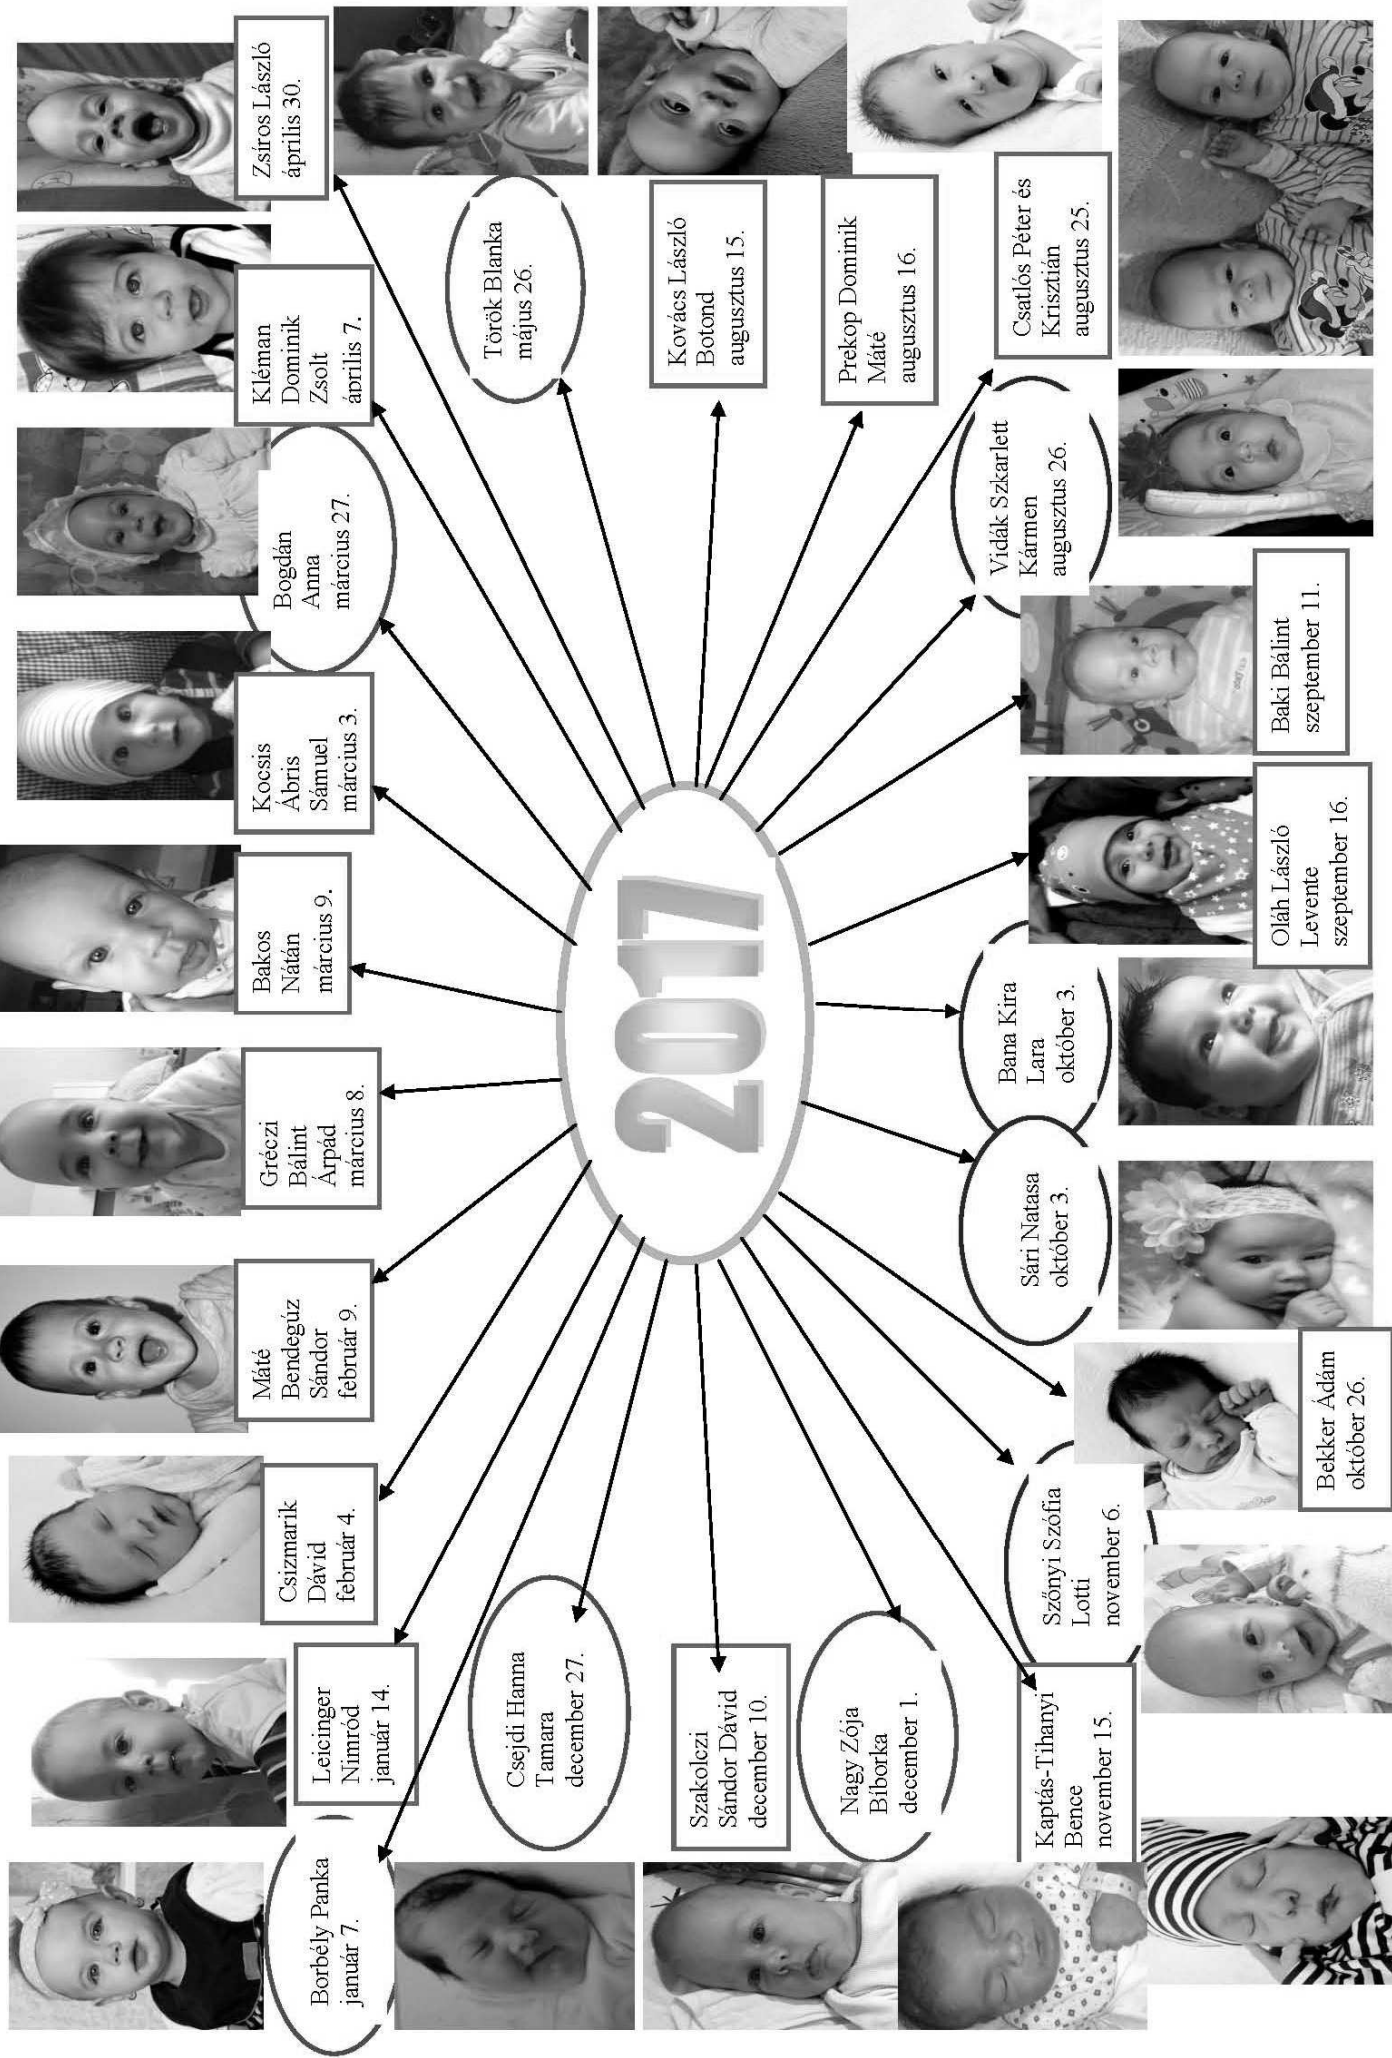 Borbély Panka
január 7.
Leicinger
Nimród
január 14.
Csizmarik
Dávid
február 4.
Máté
Bendegúz
Sándor
február 9.
Gréczi
Bálint
Árpád
március 8.
Bakos
Nátán
március 9.
Kocsis
Ábris
Sámuel
március 3.
Bogdán
Anna
március 27.
Kléman
Dominik
Zsolt
április 7.
Zsíros László
április 30.
Török Blanka
május 26.
Kovács László
Botond
augusztus 15.
Prekop Dominik
Máté
augusztus 16.
Csatlós Péter és
Krisztián
augusztus 25.
Vidák Szkarlett
Kármen
augusztus 26.
Baki Bálint
szeptember 11.
Oláh László
Levente
szeptember 16.
Bana Kira
Lara
október 3.
Sári Natasa
október 3.
Bekker Ádám
október 26.
Szőnyi Szófia
Lotti
november 6.
Kaptás-Tihanyi
Bence
november 15.
Nagy Zója
Biborka
december 1.
Szakolczi
Sándor Dávid
december 10.
Csejdi Hanna
Tamara
december 27.
2017